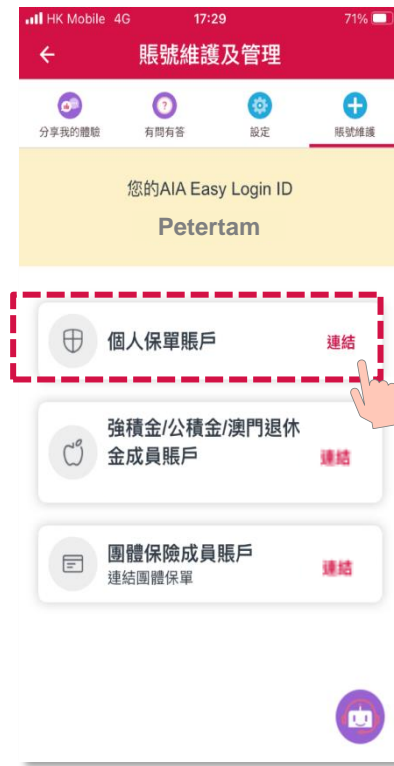 HK Mobile 4G 17:29 71%
賬號維護及管理
分享我的體驗 有問有答 設定 賬號維護
您的AIA Easy Login ID
Petertam
個人保單賬戶 連結
強積金/公積金/澳門退休
金成員賬戶 連結
團體保險成員賬戶 連結
連結團體保單